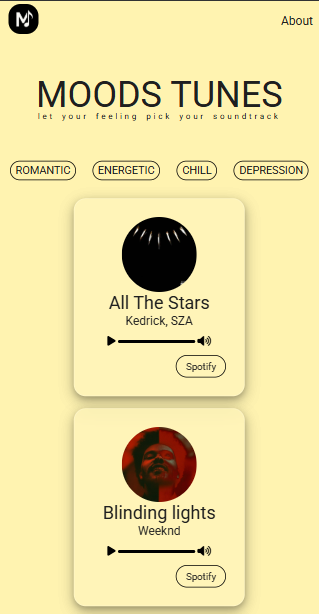 M
About
MOODS TUNES
let your feeling pick your soundtrack
ROMANTIC ENERGETIC CHILL DEPRESSION
All The Stars
Kedrick, SZA
Spotify
Blinding lights
Weeknd
Spotify